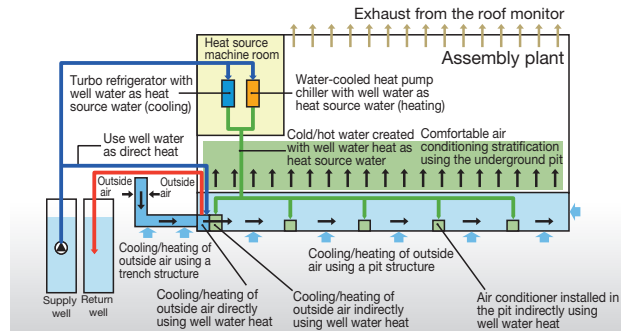 Exhaust from the roof monitor
Heat source
machine room
Assembly plant
Turbo refrigerator with
well water as heat
source water (cooling)
Water-cooled heat pump
chiller with well water as
heat source water (heating)
Use well water
as direct heat
Cold/hot water created
with well water heat as
heat source water
Comfortable air
conditioning stratification
using the underground pit
Outside
air
Outside
air
Cooling/heating of
outside air using a
trench structure
Cooling/heating of outside
air using a pit structure
Supply
well
Return
well
Cooling/heating of
outside air directly
using well water heat
Cooling/heating of
outside air indirectly
using well water heat
Air conditioner installed in
the pit indirectly using
well water heat